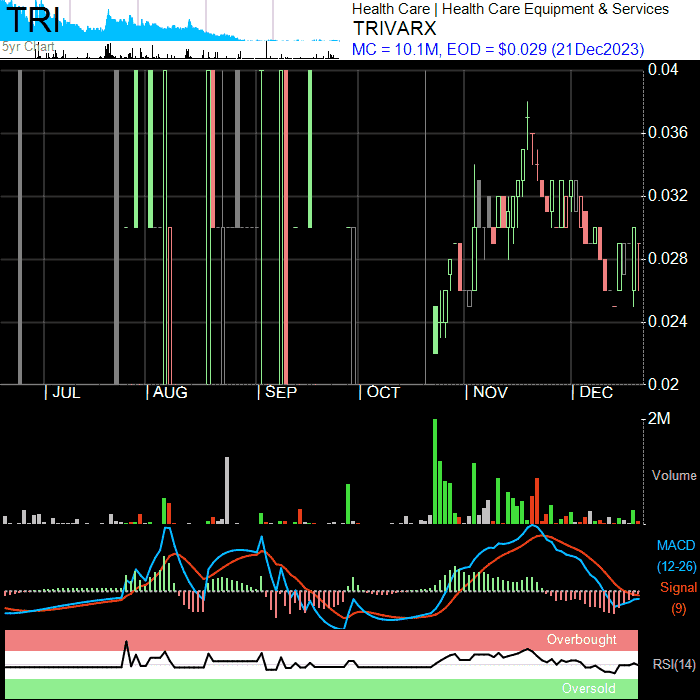 TRI
5yr Chart
Health Care | Health Care Equipment & Services
TRIVARX
MC = 10.1M, EOD = $0.029 (21Dec2023)
0.04
0.036
0.032
0.028
0.024
0.02
JUL
AUG
SEP
OCT
NOV
DEC
2M
Volume
MACD
(12-26)
Signal
(9)
Overbought
RSI(14)
Oversold